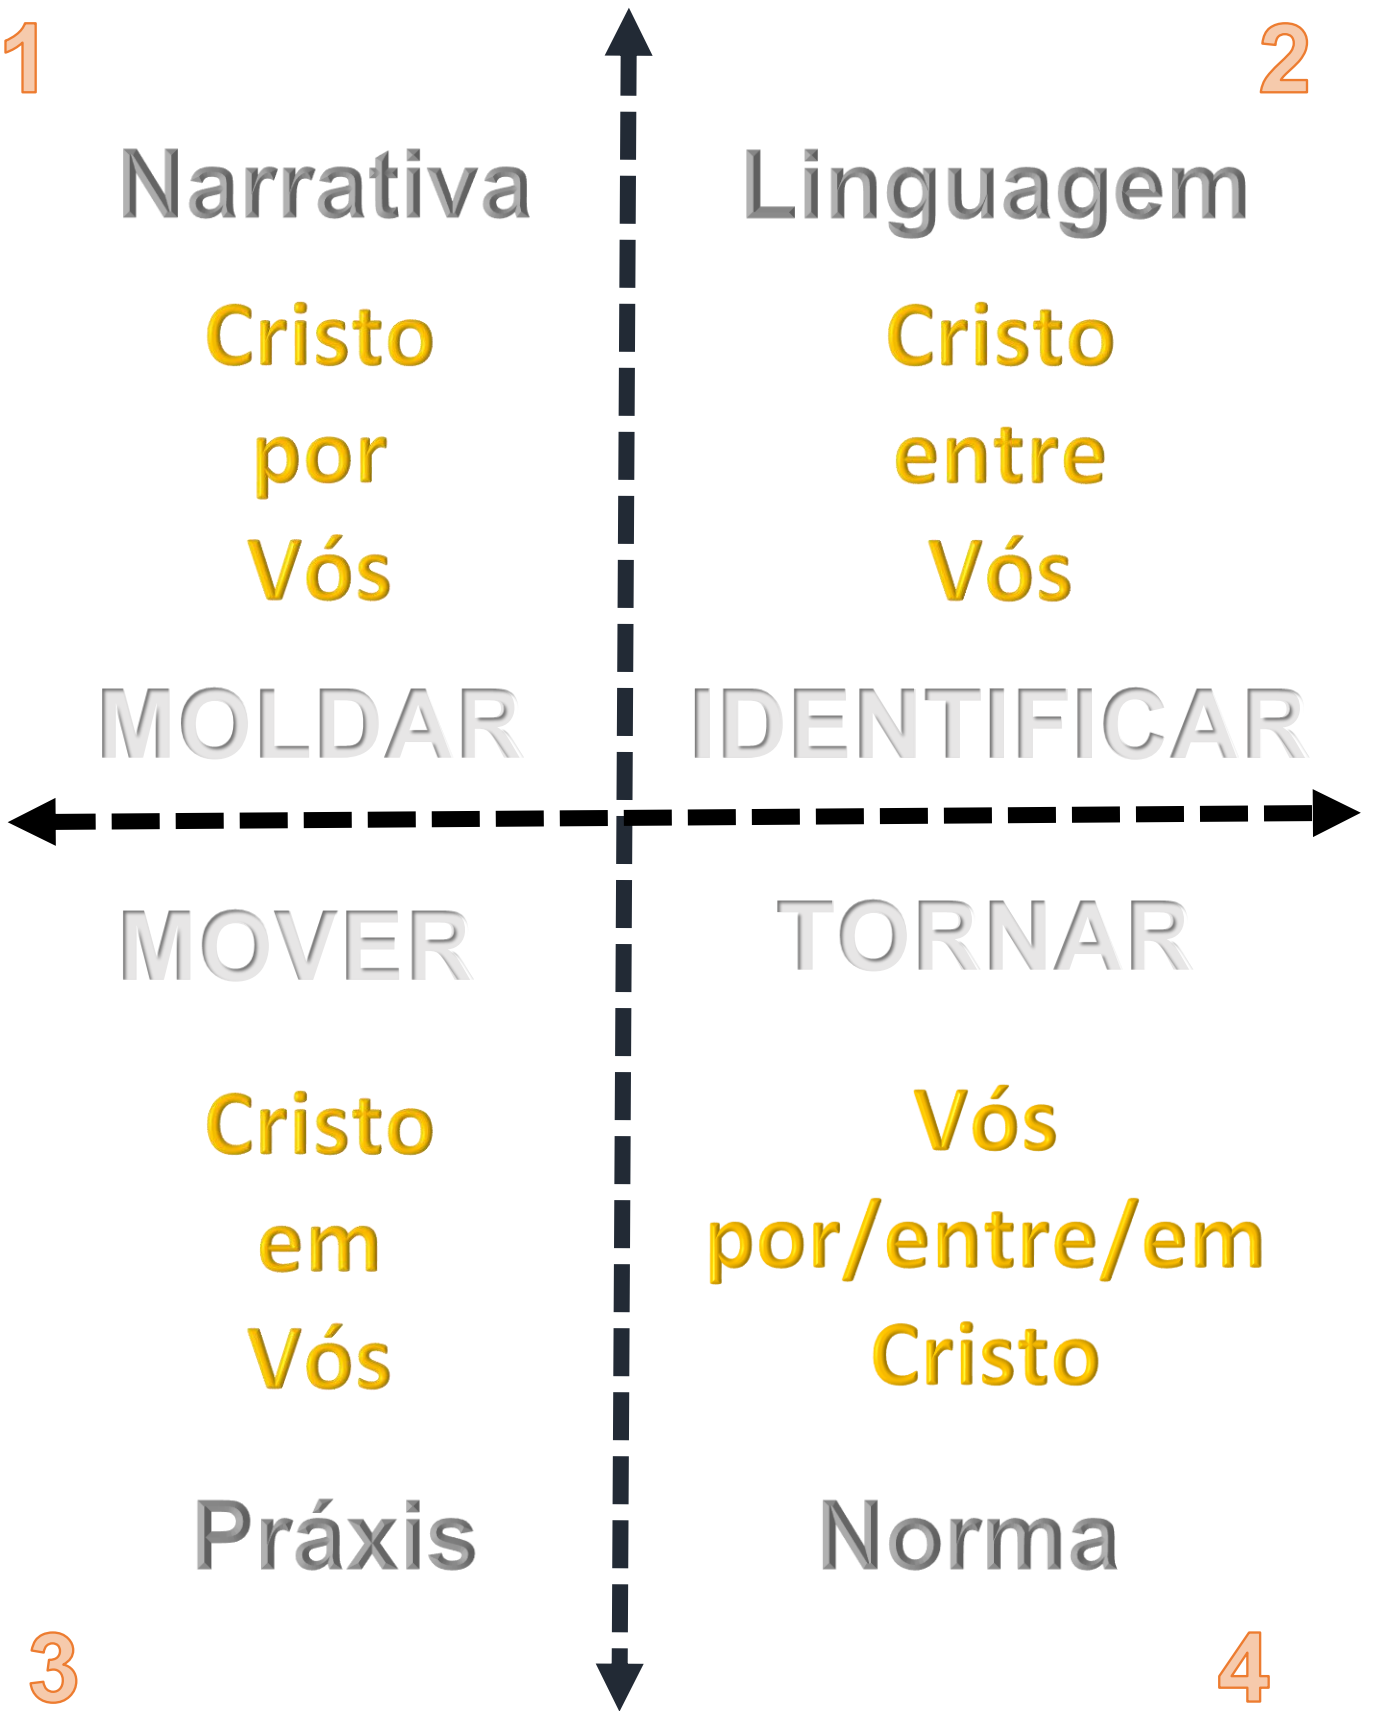 1
2
Narrativa
Linguagem
Cristo
por
Vós
Cristo
entre
Vós
MOLDAR
IDENTIFICAR
MOVER
TORNAR
Cristo
em
Vós
Vós
por/entre/em
Cristo
Práxis
Norma
3
4